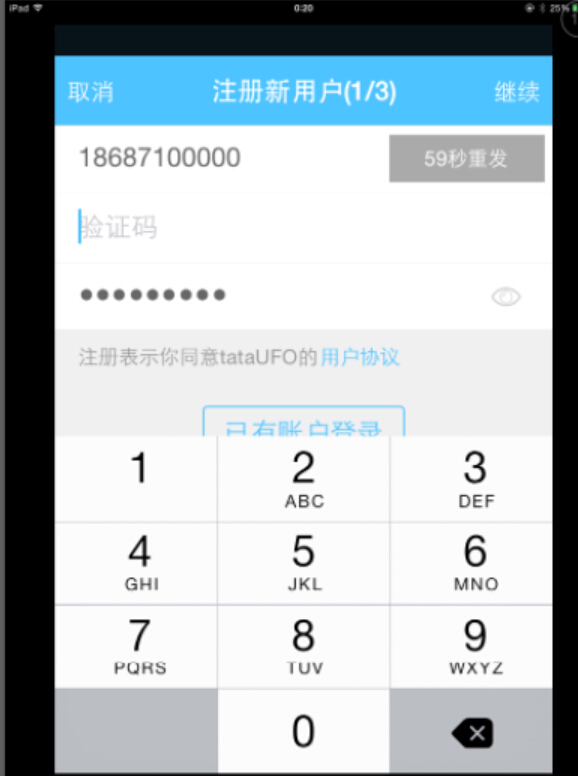 iPad 0:20 25%
取消 注册新用户(1/3) 继续
18687100000 59秒重发
验证码
●●●●●●●●●
注册表示你同意tataUFO的用户协议
已有账户登录
1 2 3
ABC DEF
4 5 6
GHI JKL MNO
7 8 9
PQRS TUV WXYZ
0